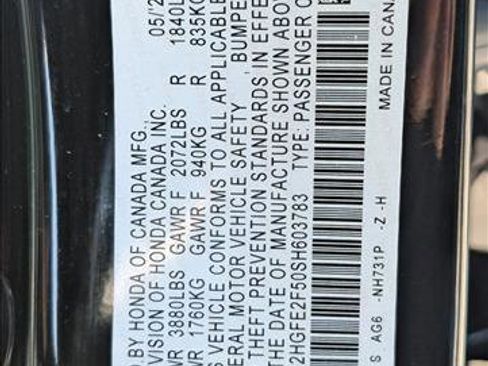 BY HONDA OF CANADA MFG.,
VISION OF HONDA CANADA INC. 05/'2
WR 3880LBS GAWR F 2072LBS R 1840L
WR 1760KG GAWR F 940KG R 835KG
S VEHICLE CONFORMS TO ALL APPLICABLE
ERAL MOTOR VEHICLE SAFETY , BUMPE
THEFT PREVENTION STANDARDS IN EFFE
THE DATE OF MANUFACTURE SHOWN ABOV
2HGFE2F50SH603783 TYPE: PASSENGER C
S AG6 -NH731P -Z -H MADE IN CAN